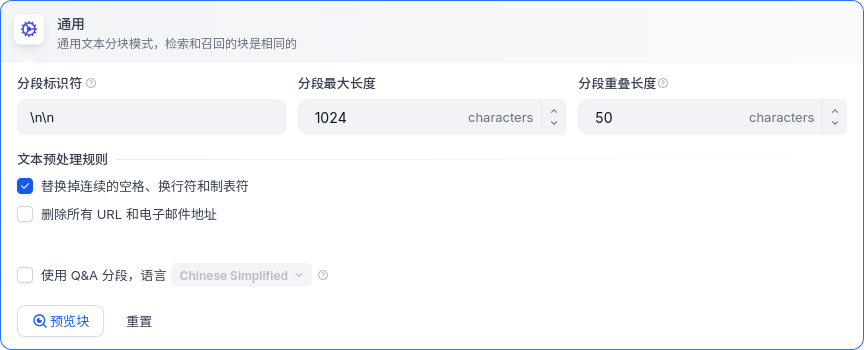 通用
通用文本分块模式，检索和召回的块是相同的
分段标识符 分段最大长度 分段重叠长度
\n\n 1024 characters 50 characters
文本预处理规则
替换掉连续的空格、换行符和制表符
删除所有 URL 和电子邮件地址
使用 Q&A 分段，语言 Chinese Simplified
预览块 重置